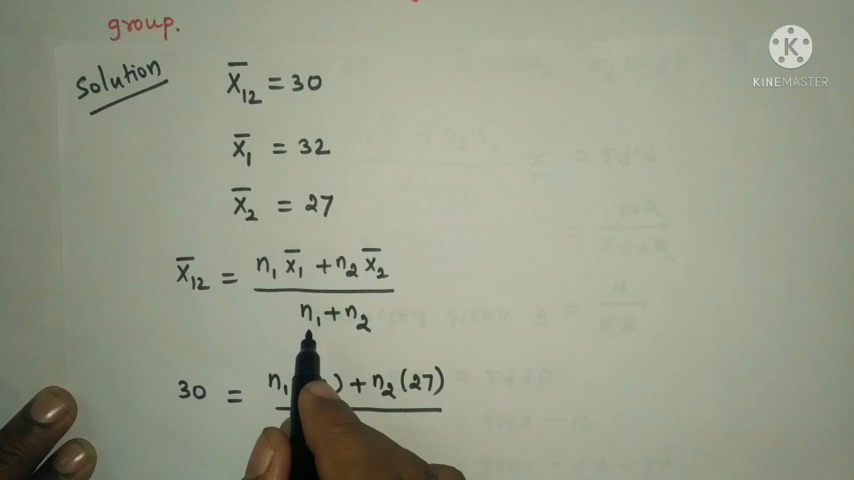 group.
K
KINEMASTER
Solution
X̅₁₂ = 30
X̅₁ = 32
X̅₂ = 27
X̅₁₂ = n₁ X̅₁ + n₂ X̅₂
n₁ + n₂
30 = n₁ ) + n₂ (27)